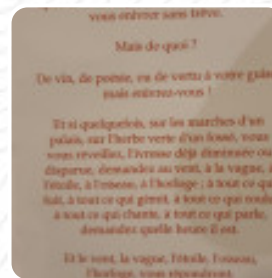 vous enivrer sans trêve.
Mais de quoi ?
De vin, de poésie, ou de vertu à votre guise,
mais enivrez-vous !
Et si quelquefois, sur les marches d'un
palais, sur l'herbe verte d'un fossé, vous
vous réveillez, l'ivresse déjà diminuée ou
disparue, demandez au vent, à la vague, à
l'étoile, à l'oiseau, à l'horloge ; à tout ce qui
fuit, à tout ce qui gémit, à tout ce qui roule
à tout ce qui chante, à tout ce qui parle,
demandez quelle heure il est.
Et le vent, la vague, l'étoile, l'oiseau,
l'horloge, vous répondront